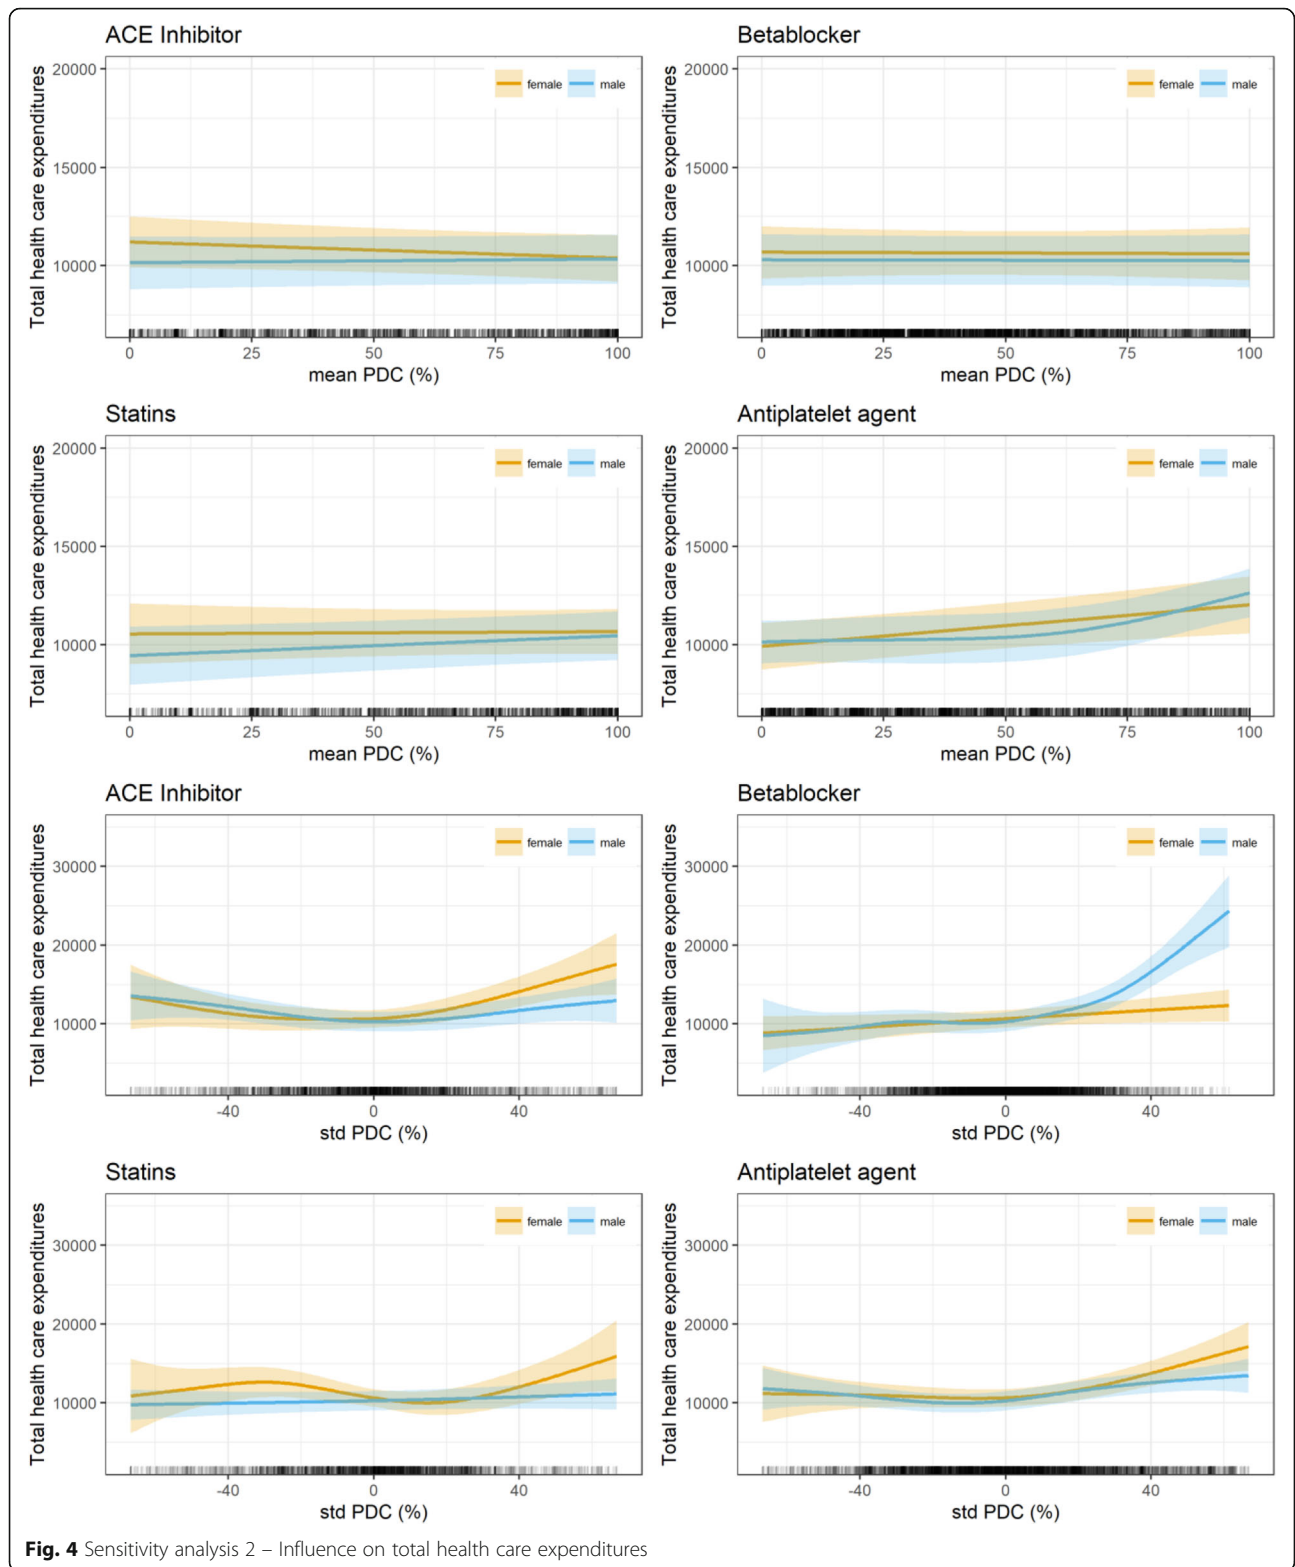 ACE Inhibitor
Total health care expenditures
20000
15000
10000
female male
0 25 50 75 100
mean PDC (%)
Betablocker
Total health care expenditures
20000
15000
10000
female male
0 25 50 75 100
mean PDC (%)
Statins
Total health care expenditures
20000
15000
10000
female male
0 25 50 75 100
mean PDC (%)
Antiplatelet agent
Total health care expenditures
20000
15000
10000
female male
0 25 50 75 100
mean PDC (%)
ACE Inhibitor
Total health care expenditures
30000
20000
10000
female male
-40 0 40
std PDC (%)
Betablocker
Total health care expenditures
30000
20000
10000
female male
-40 0 40
std PDC (%)
Statins
Total health care expenditures
30000
20000
10000
female male
-40 0 40
std PDC (%)
Antiplatelet agent
Total health care expenditures
30000
20000
10000
female male
-40 0 40
std PDC (%)
Fig. 4 Sensitivity analysis 2 – Influence on total health care expenditures